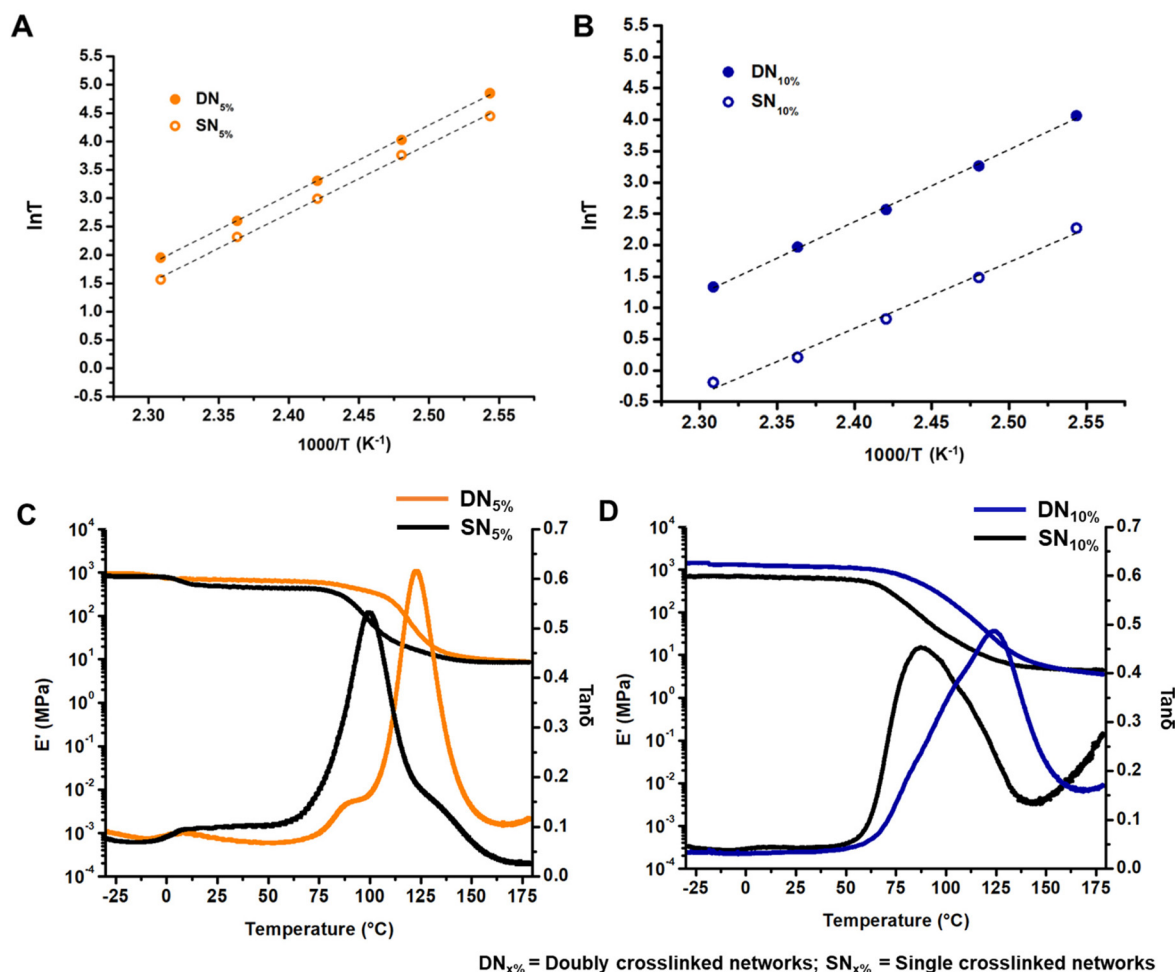 A
5.5
5.0
4.5
4.0
3.5
3.0
2.5
2.0
1.5
1.0
0.5
0.0
-0.5
lnT
DN5%
SN5%
2.30 2.35 2.40 2.45 2.50 2.55
1000/T (K-1)
B
5.5
5.0
4.5
4.0
3.5
3.0
2.5
2.0
1.5
1.0
0.5
0.0
-0.5
lnT
DN10%
SN10%
2.30 2.35 2.40 2.45 2.50 2.55
1000/T (K-1)
C
DN5%
SN5%
10^4
10^3
10^2
10^1
10^0
10^-1
10^-2
10^-3
10^-4
E' (MPa)
0.7
0.6
0.5
0.4
0.3
0.2
0.1
0.0
Tanδ
-25 0 25 50 75 100 125 150 175
Temperature (°C)
D
DN10%
SN10%
10^4
10^3
10^2
10^1
10^0
10^-1
10^-2
10^-3
10^-4
E' (MPa)
0.7
0.6
0.5
0.4
0.3
0.2
0.1
0.0
Tanδ
-25 0 25 50 75 100 125 150 175
Temperature (°C)
DNx% = Doubly crosslinked networks; SNx% = Single crosslinked networks